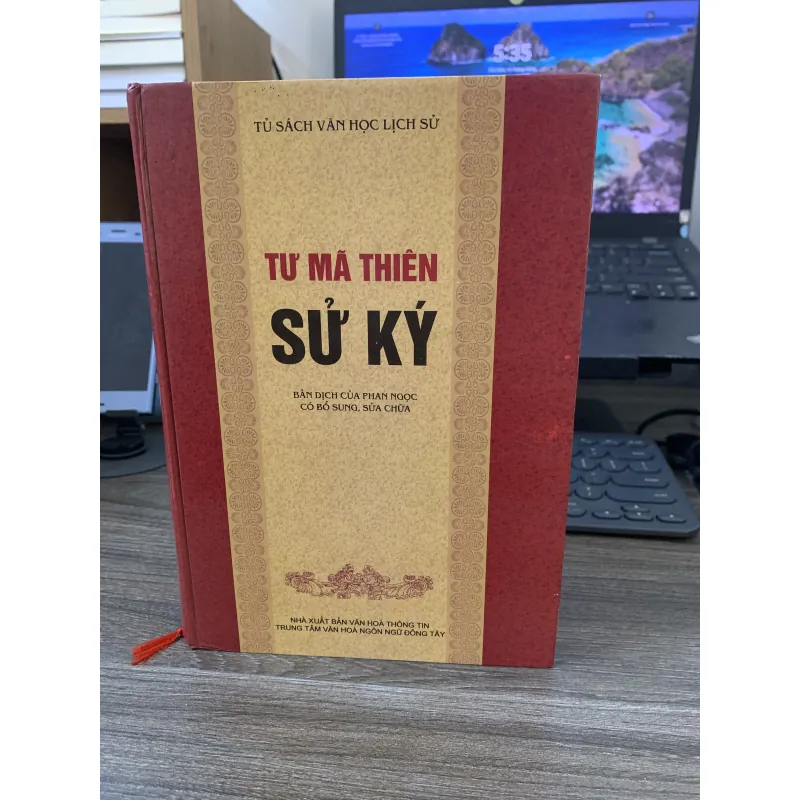 5:35
TỦ SÁCH VĂN HỌC LỊCH SỬ
TƯ MÃ THIÊN
SỬ KÝ
BẢN DỊCH CỦA PHAN NGỌC
CÓ BỔ SUNG, SỬA CHỮA
NHÀ XUẤT BẢN VĂN HOÁ THÔNG TIN
TRUNG TÂM VĂN HOÁ NGÔN NGỮ ĐÔNG TÂY